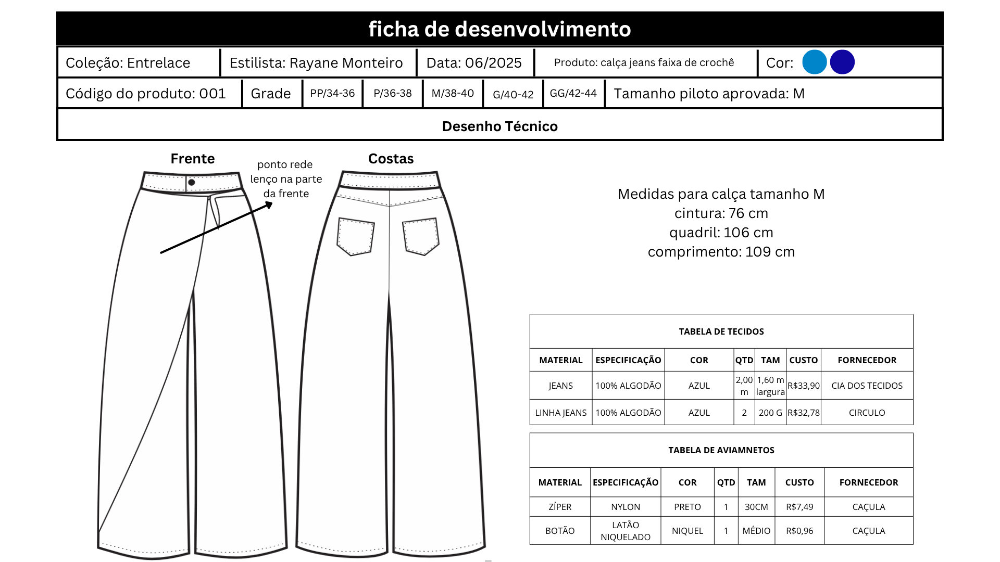 ficha de desenvolvimento
Coleção: Entrelace
Estilista: Rayane Monteiro
Data: 06/2025
Produto: calça jeans faixa de crochê
Cor:
Código do produto: 001
Grade
PP/34-36
P/36-38
M/38-40
G/40-42
GG/42-44
Tamanho piloto aprovada: M
Desenho Técnico
Frente
ponto rede
lenço na parte
da frente
Costas
Medidas para calça tamanho M
cintura: 76 cm
quadril: 106 cm
comprimento: 109 cm
TABELA DE TECIDOS
MATERIAL ESPECIFICAÇÃO COR QTD TAM CUSTO FORNECEDOR
JEANS 100% ALGODÃO AZUL 2,00 m 1,60 m largura R$33,90 CIA DOS TECIDOS
LINHA JEANS 100% ALGODÃO AZUL 2 200 G R$32,78 CIRCULO
TABELA DE AVIAMNETOS
MATERIAL ESPECIFICAÇÃO COR QTD TAM CUSTO FORNECEDOR
ZÍPER NYLON PRETO 1 30CM R$7,49 CAÇULA
BOTÃO LATÃO NIQUELADO NIQUEL 1 MÉDIO R$0,96 CAÇULA